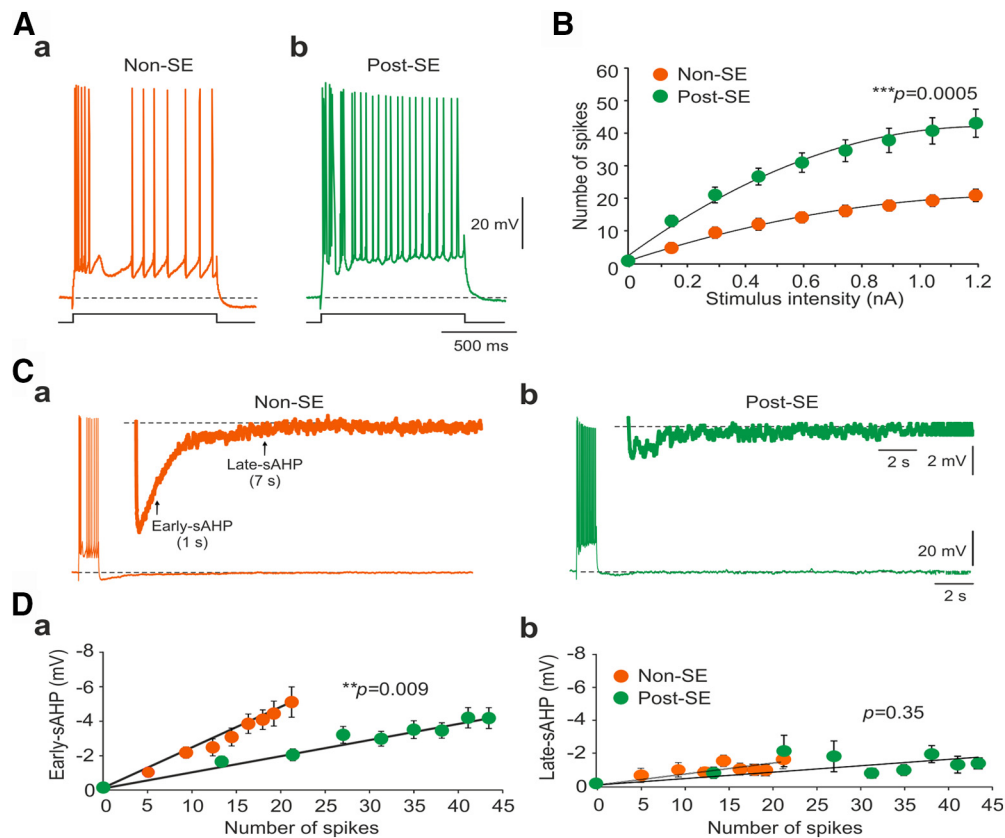 A
a
Non-SE
b
Post-SE
20 mV
500 ms
B
Non-SE
Post-SE
***p=0.0005
Numbe of spikes
60
50
40
30
20
10
0
0 0.2 0.4 0.6 0.8 1.0 1.2
Stimulus intensity (nA)
C
a
Non-SE
Late-sAHP
(7 s)
Early-sAHP
(1 s)
b
Post-SE
2 s
2 mV
20 mV
2 s
D
a
Early-sAHP (mV)
-8
-6
-4
-2
0
**p=0.009
0 5 10 15 20 25 30 35 40 45
Number of spikes
b
Late-sAHP (mV)
-8
-6
-4
-2
0
Non-SE
Post-SE
p=0.35
0 5 10 15 20 25 30 35 40 45
Number of spikes